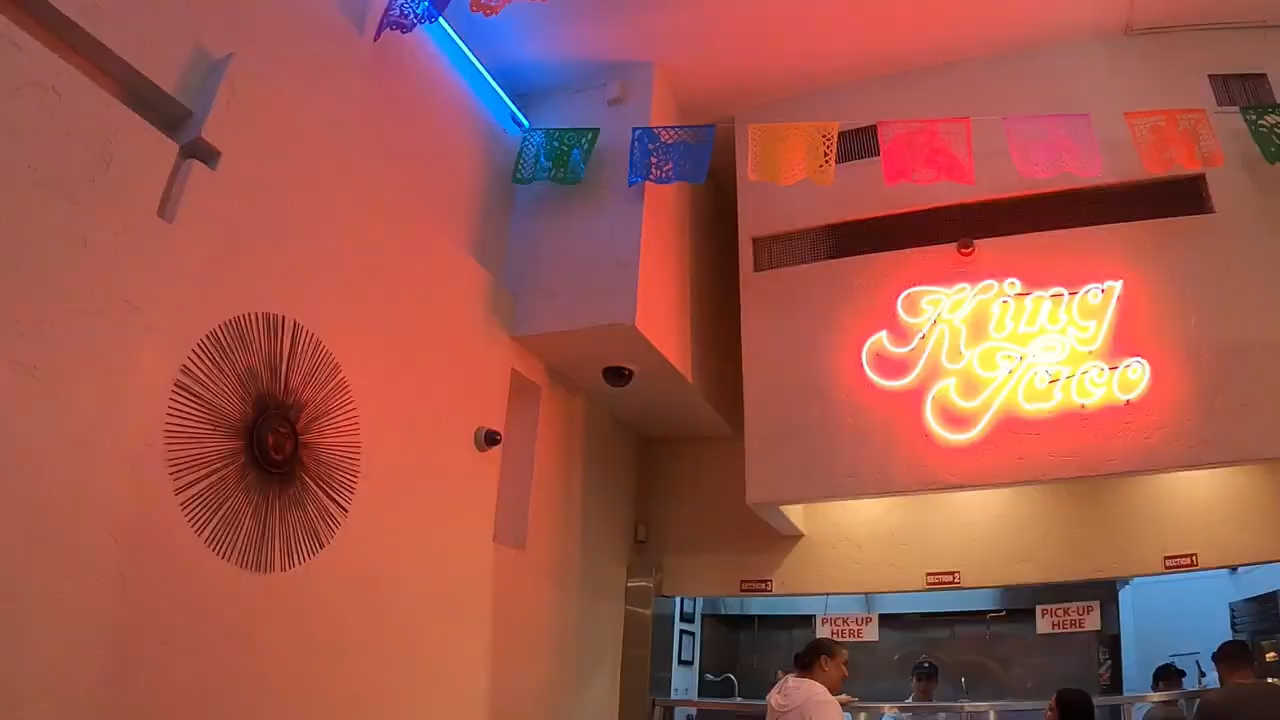 King
Taco
SECTION 3
SECTION 2
SECTION 1
PICK-UP
HERE
PICK-UP
HERE